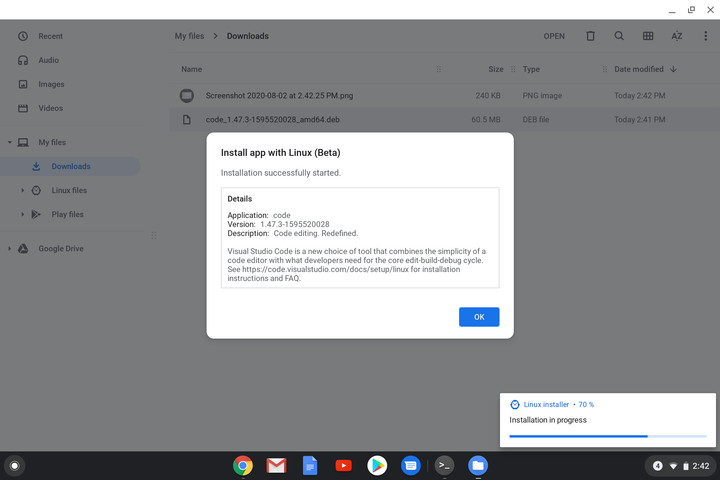 Recent
Audio
Images
Videos
My files
Downloads
Linux files
Play files
Google Drive
My files > Downloads
OPEN
AZ
Name Size Type Date modified
Screenshot 2020-08-02 at 2.42.25 PM.png 240 KB PNG image Today 2:42 PM
code_1.47.3-1595520028_amd64.deb 60.5 MB DEB file Today 2:41 PM
Install app with Linux (Beta)
Installation successfully started.
Details
Application: code
Version: 1.47.3-1595520028
Description: Code editing. Redefined.
Visual Studio Code is a new choice of tool that combines the simplicity of a
code editor with what developers need for the core edit-build-debug cycle.
See https://code.visualstudio.com/docs/setup/linux for installation
instructions and FAQ.
OK
Linux installer • 70 %
Installation in progress
>_
4 2:42